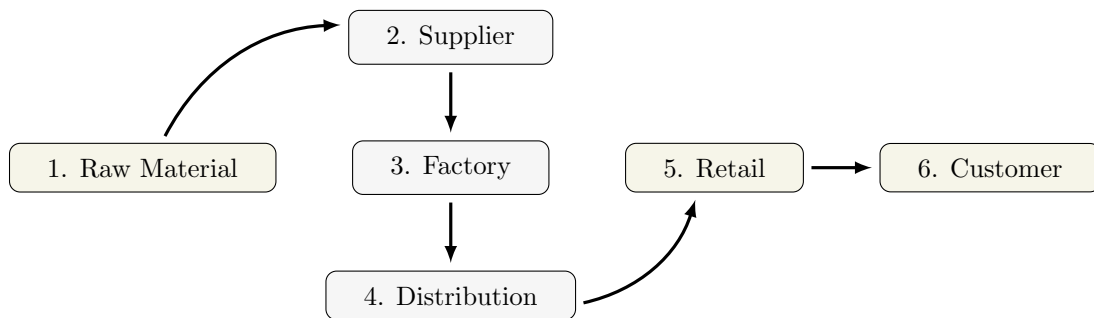 1. Raw Material
2. Supplier
3. Factory
4. Distribution
5. Retail
6. Customer